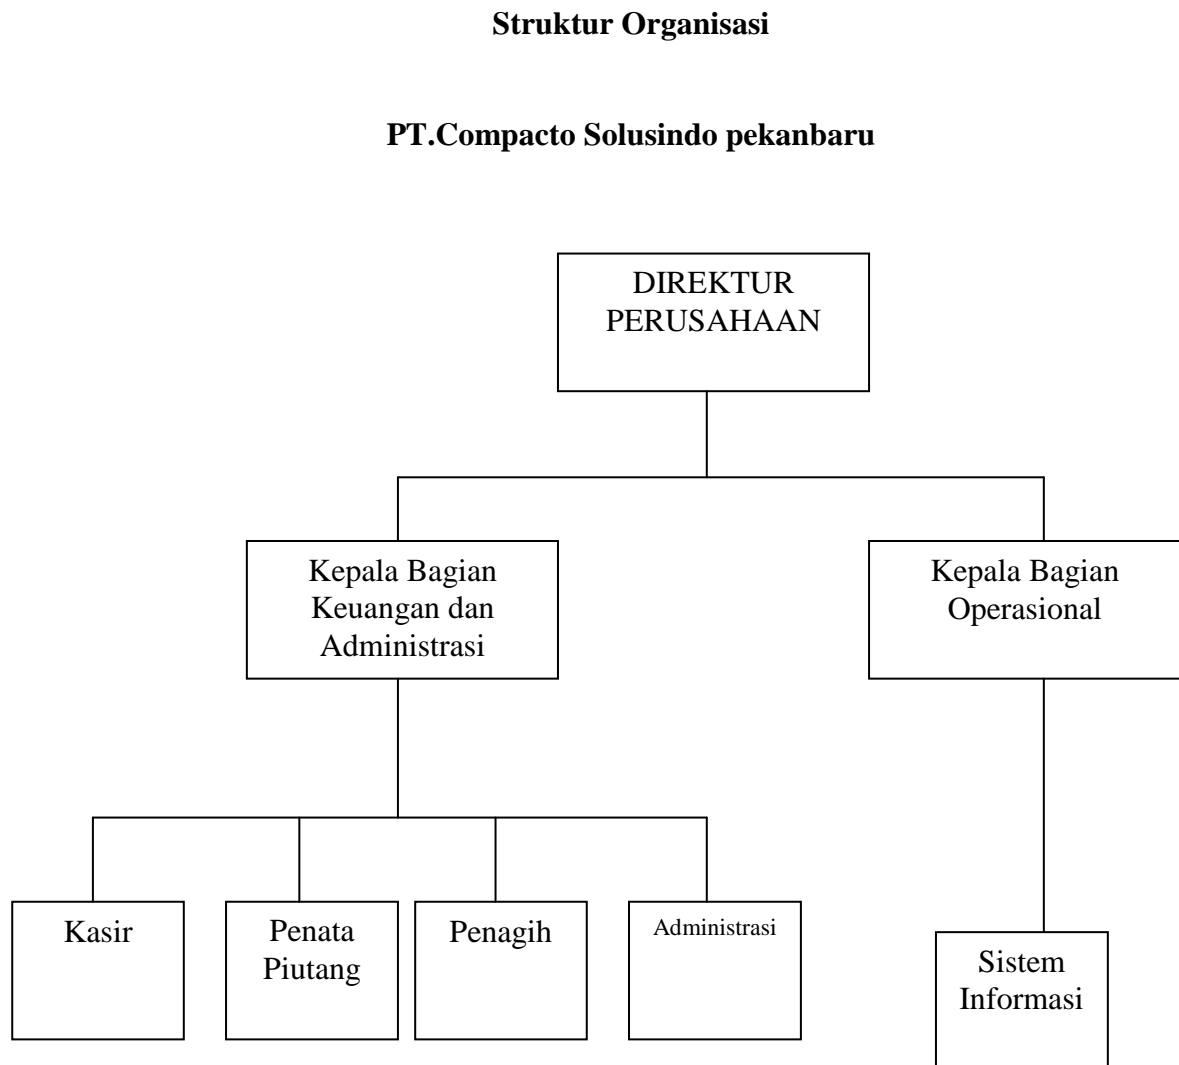 Struktur Organisasi
PT.Compacto Solusindo pekanbaru
DIREKTUR
PERUSAHAAN
Kepala Bagian
Keuangan dan
Administrasi
Kepala Bagian
Operasional
Kasir
Penata
Piutang
Penagih
Administrasi
Sistem
Informasi